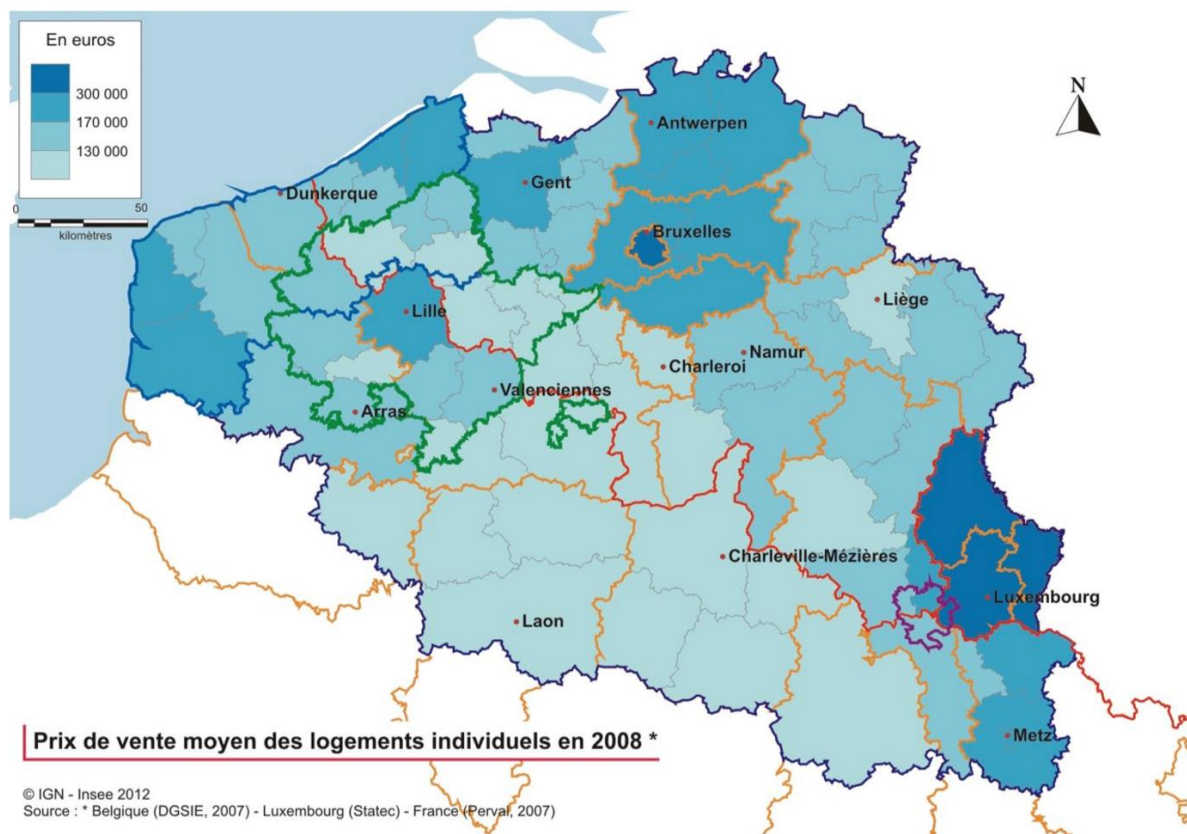 En euros
300 000
170 000
130 000
0
50
kilomètres
N
Antwerpen
Gent
Dunkerque
Bruxelles
Liège
Lille
Namur
Charleroi
Valenciennes
Arras
Charleville-Mézières
Luxembourg
Laon
Metz
Prix de vente moyen des logements individuels en 2008 *
© IGN - Insee 2012
Source : * Belgique (DGSIE, 2007) - Luxembourg (Statec) - France (Perval, 2007)